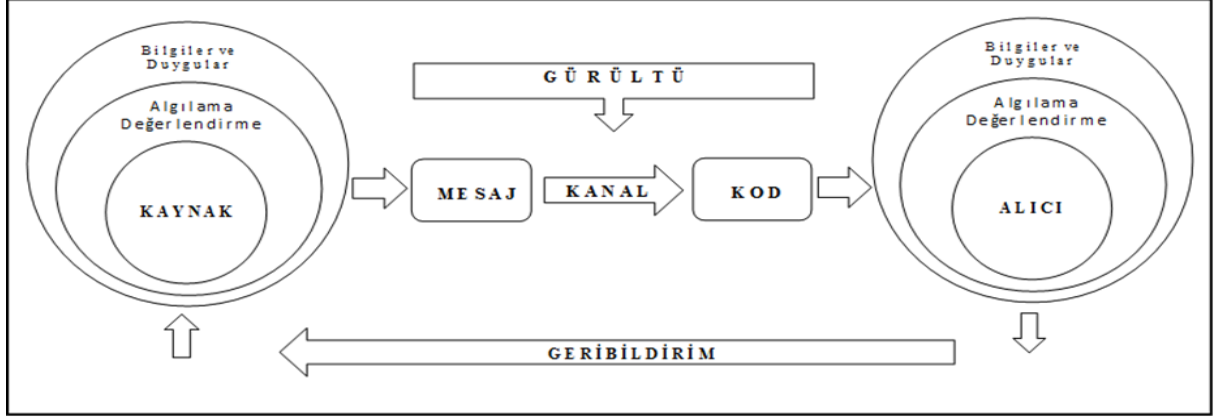 Bilgiler ve
Duygular
Algılama
Değerlendirme
KAYNAK
GÜRÜLTÜ
MESAJ
KANAL
KOD
Bilgiler ve
Duygular
Algılama
Değerlendirme
ALICI
GERİBİLDİRİM